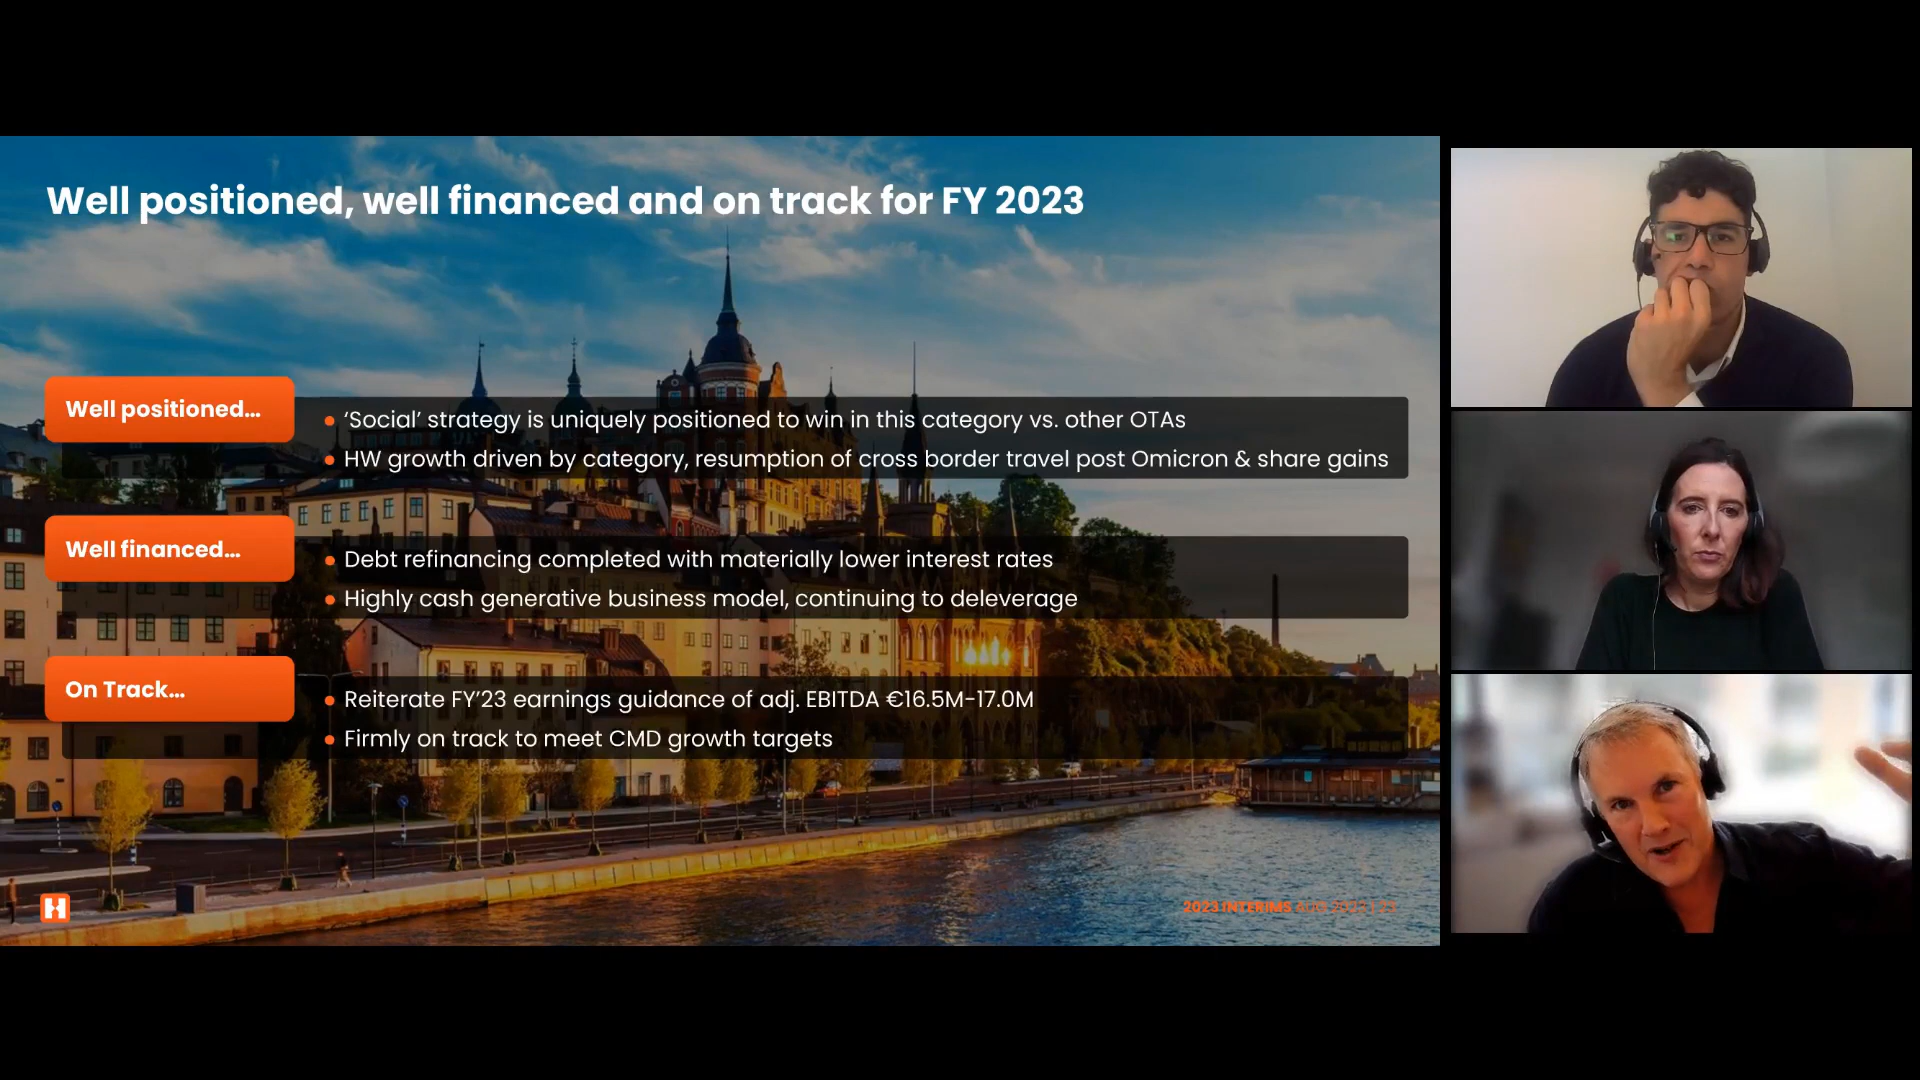 Well positioned, well financed and on track for FY 2023
Well positioned...
‘Social’ strategy is uniquely positioned to win in this category vs. other OTAs
HW growth driven by category, resumption of cross border travel post Omicron & share gains
Well financed...
Debt refinancing completed with materially lower interest rates
Highly cash generative business model, continuing to deleverage
On Track...
Reiterate FY’23 earnings guidance of adj. EBITDA €16.5M-17.0M
Firmly on track to meet CMD growth targets
H
2023 INTERIMS AUG 2023 | 23